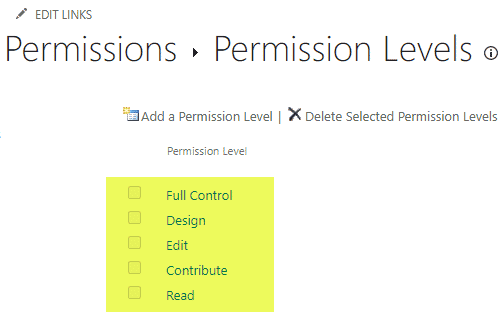 EDIT LINKS
Permissions ▸ Permission Levels
Add a Permission Level | Delete Selected Permission Levels
Permission Level
Full Control
Design
Edit
Contribute
Read